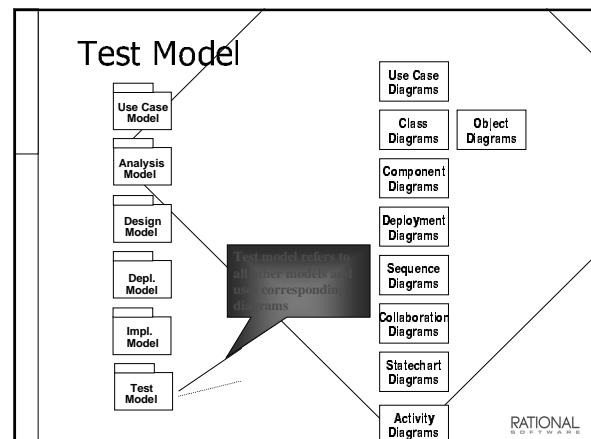 Test Model
Use Case
Model
Analysis
Model
Design
Model
Depl.
Model
Impl.
Model
Test
Model
Test model refers to
all other models and
uses corresponding
diagrams
Use Case
Diagrams
Class
Diagrams
Object
Diagrams
Component
Diagrams
Deployment
Diagrams
Sequence
Diagrams
Collaboration
Diagrams
Statechart
Diagrams
Activity
Diagrams
RATIONAL
SOFTWARE